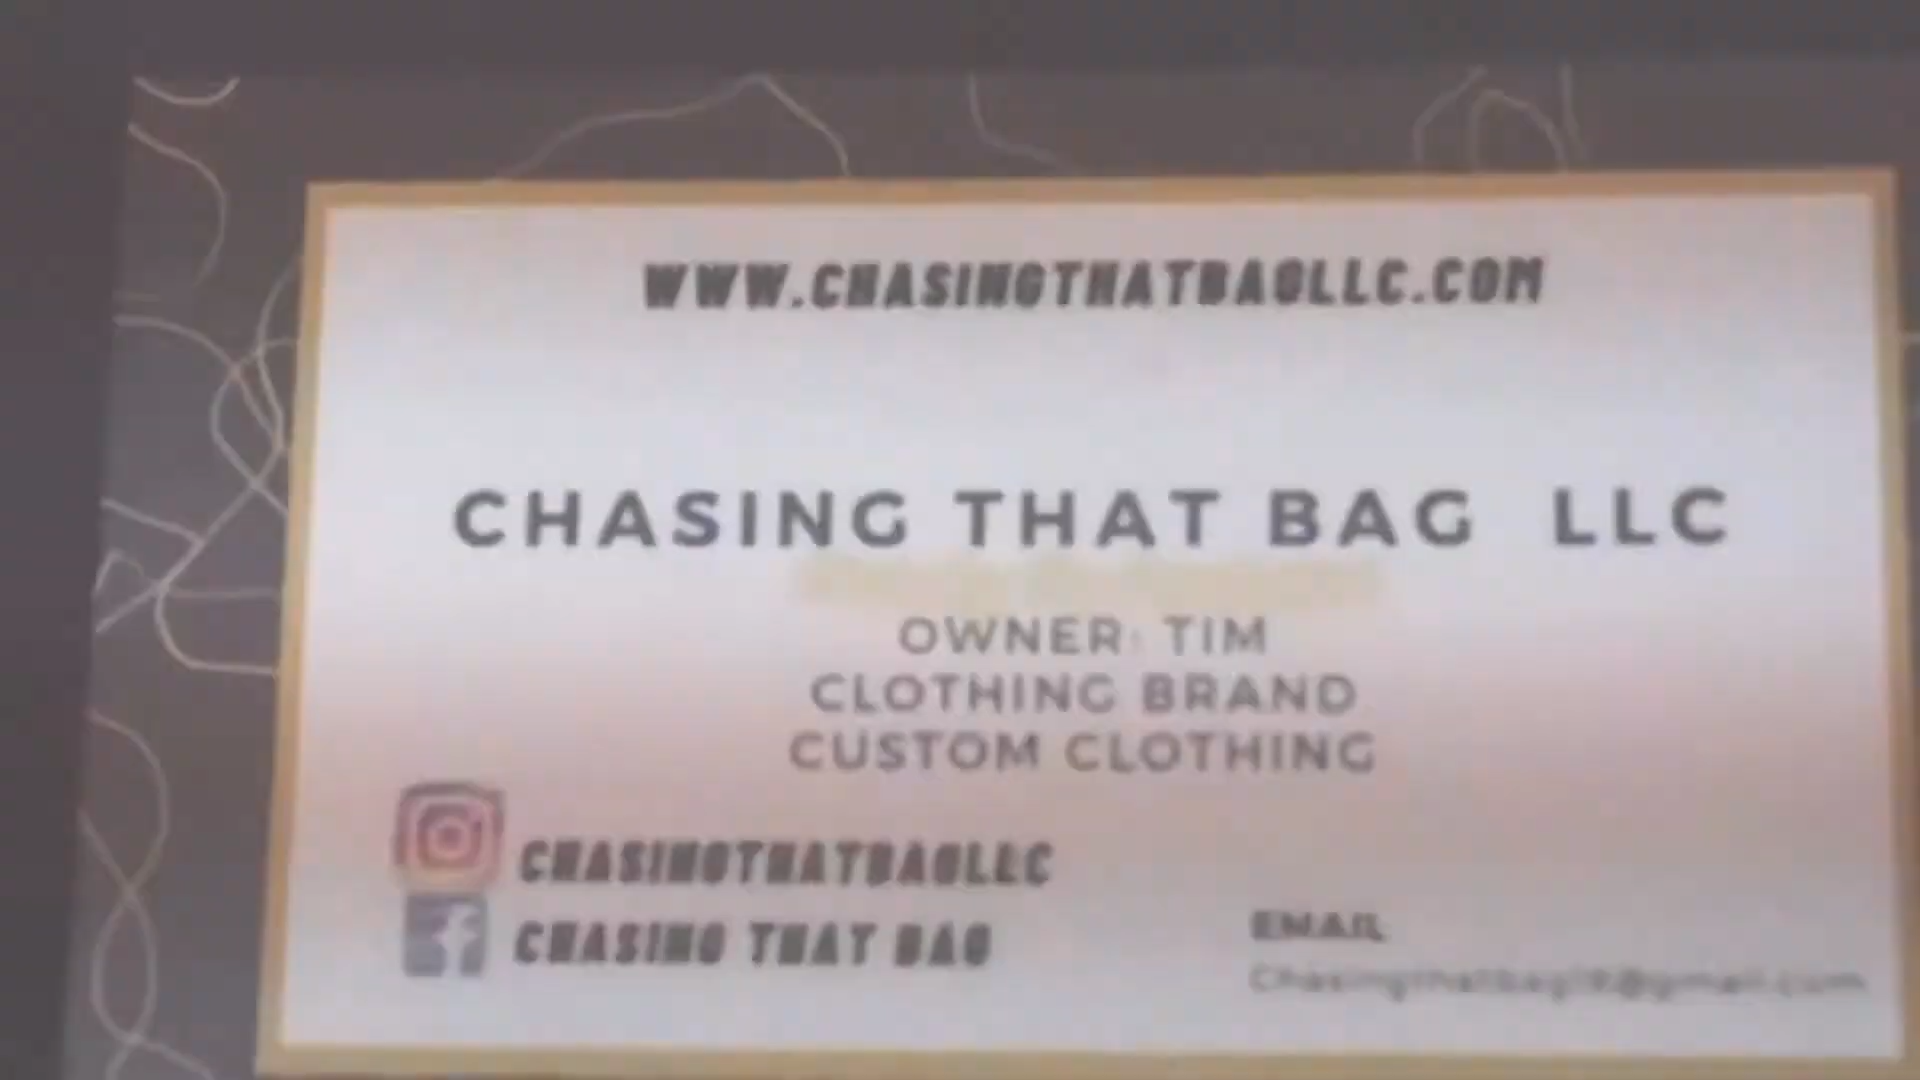 WWW.CHASINGTHATBAGLLC.COM
CHASING THAT BAG LLC
OWNER: TIM
CLOTHING BRAND
CUSTOM CLOTHING
CHASINGTHATBAGLLC
CHASING THAT BAG
EMAIL